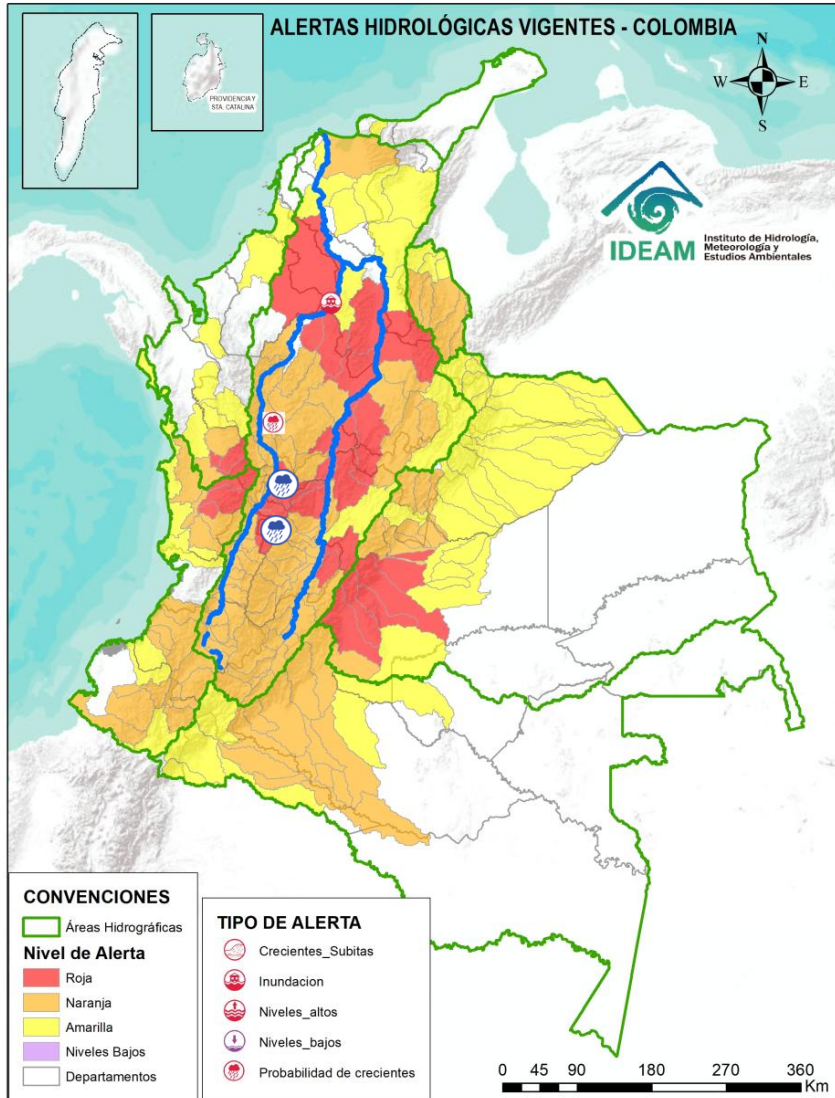 ALERTAS HIDROLÓGICAS VIGENTES - COLOMBIA
PROVIDENCIA Y
STA. CATALINA
N
W
E
S
IDEAM
Instituto de Hidrología,
Meteorología y
Estudios Ambientales
CONVENCIONES
Áreas Hidrográficas
Nivel de Alerta
Roja
Naranja
Amarilla
Niveles Bajos
Departamentos
TIPO DE ALERTA
Crecientes_Subitas
Inundacion
Niveles_altos
Niveles_bajos
Probabilidad de crecientes
0 45 90 180 270 360
Km